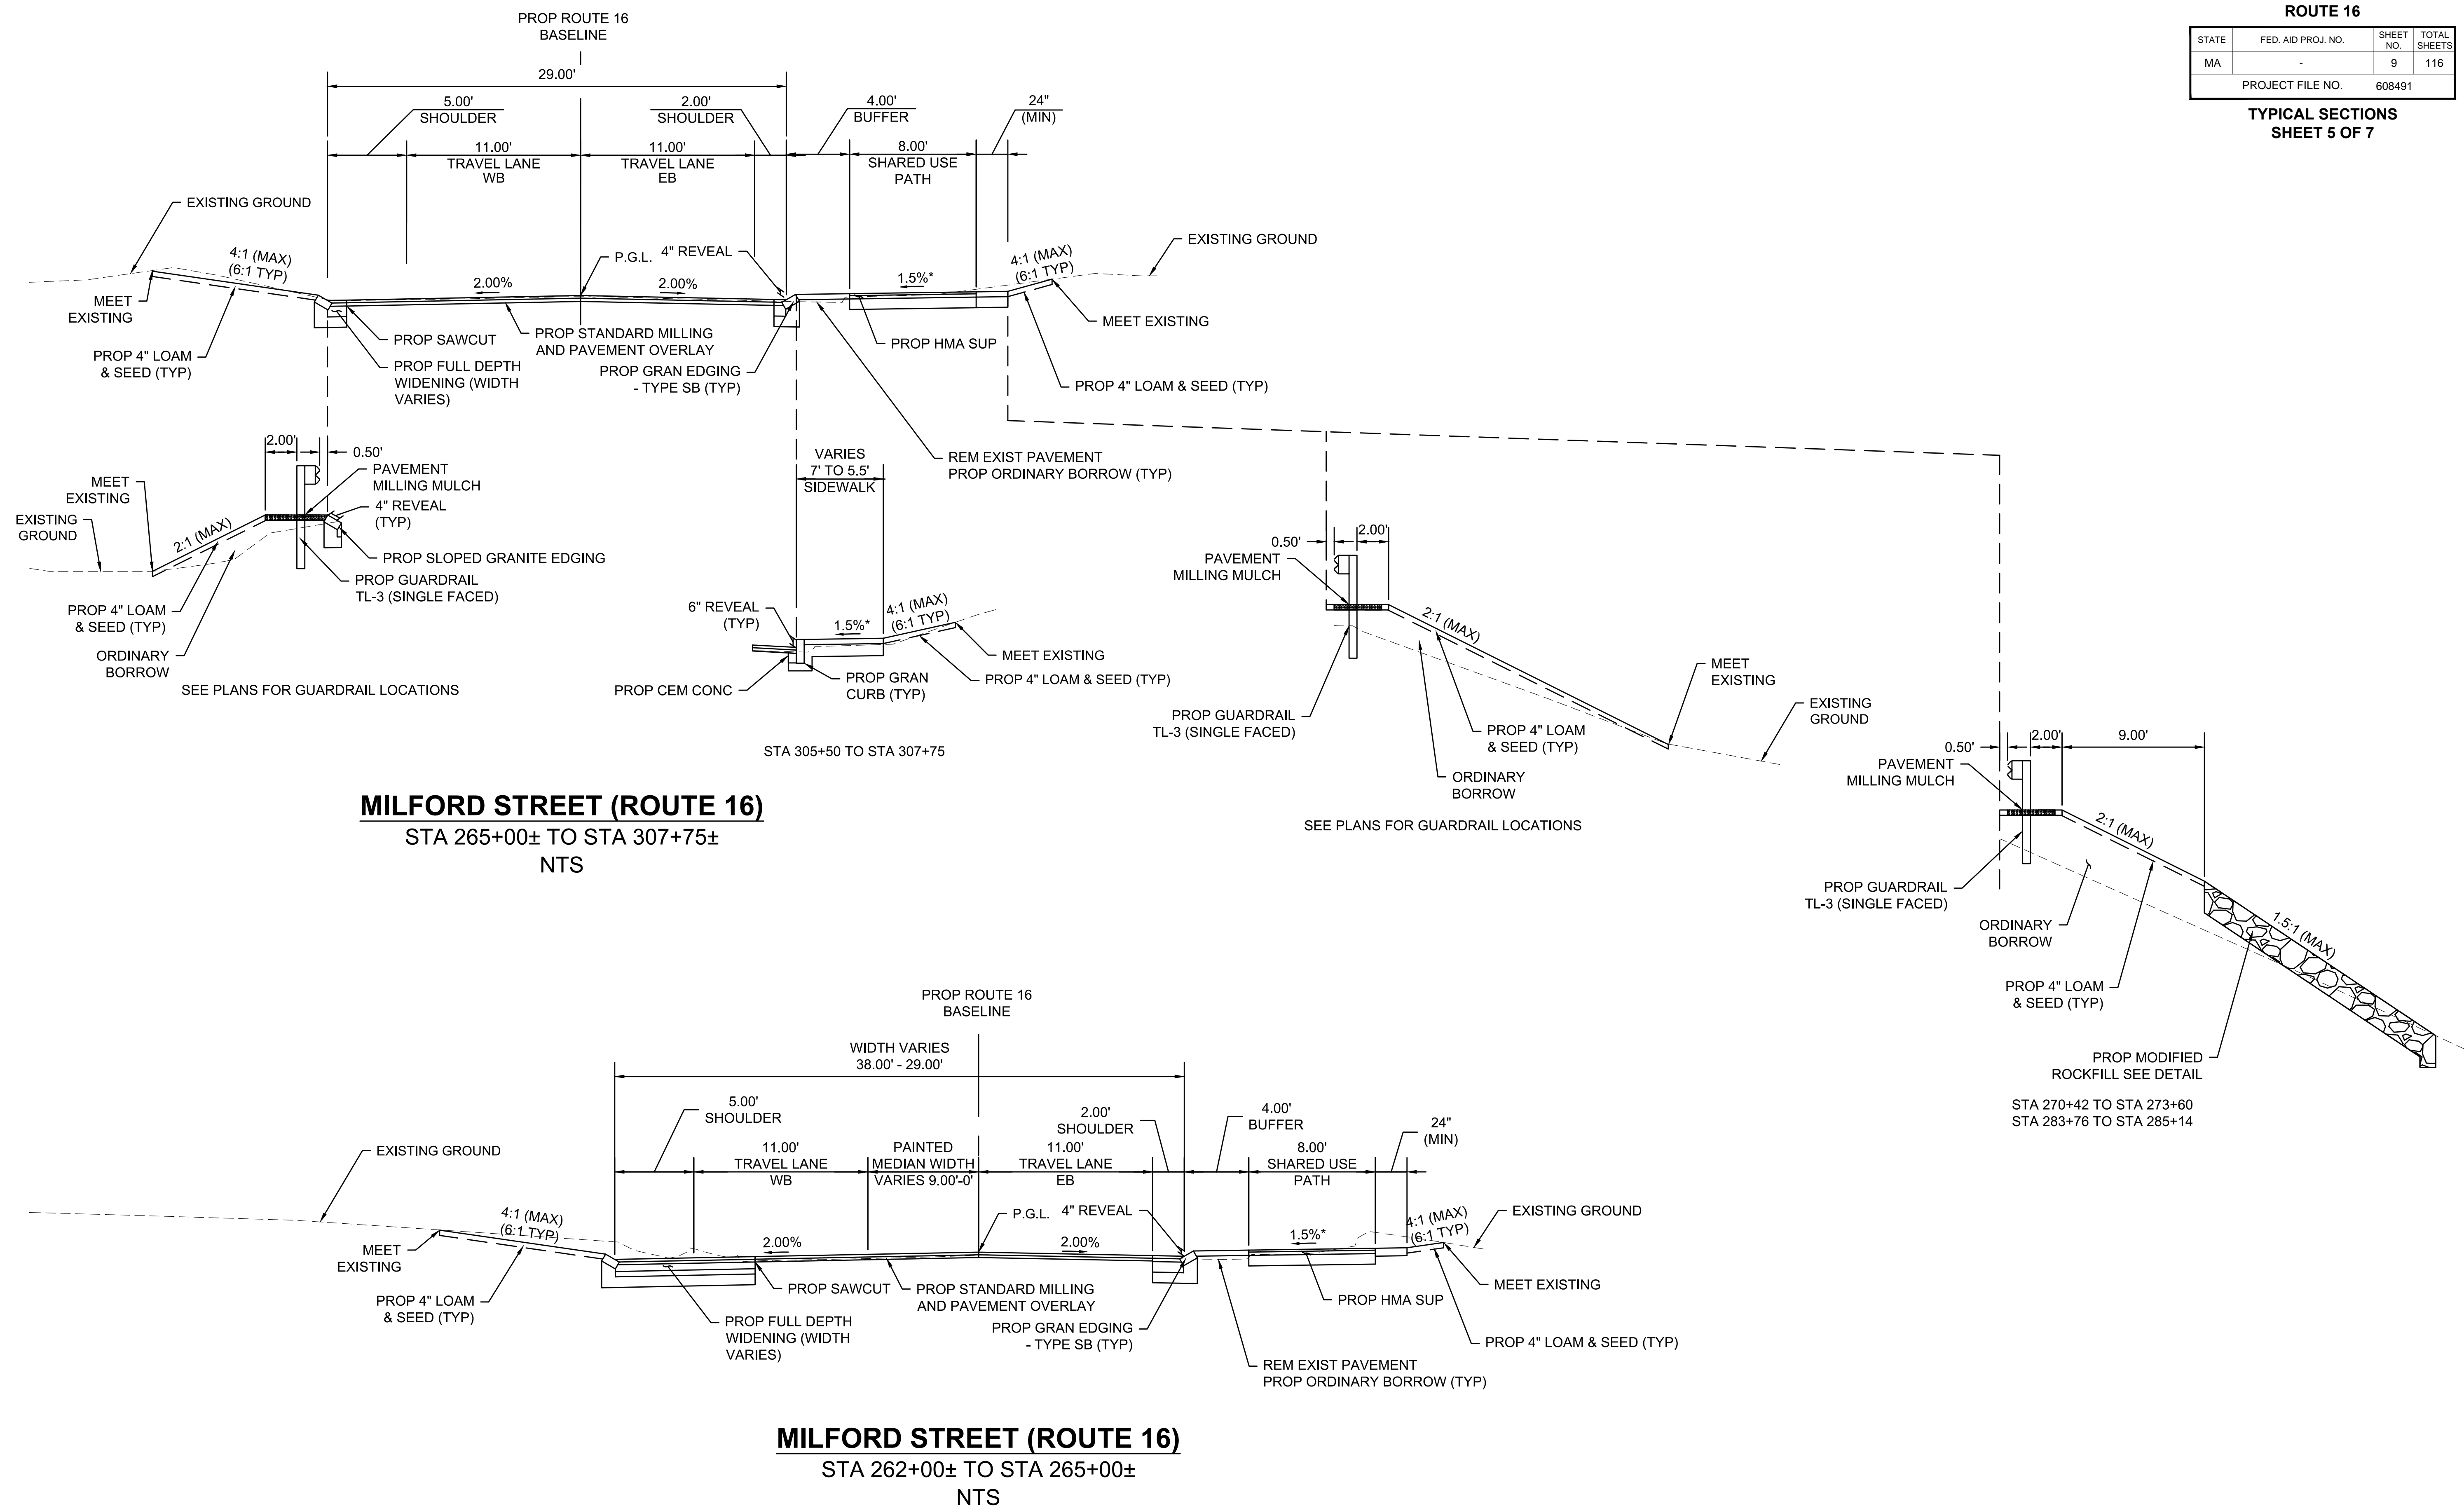 ROUTE 16
STATE FED. AID PROJ. NO. SHEET NO. TOTAL SHEETS
MA - 9 116
PROJECT FILE NO. 608491
TYPICAL SECTIONS
SHEET 5 OF 7
PROP ROUTE 16
BASELINE
29.00'
5.00'
SHOULDER
2.00'
SHOULDER
4.00'
BUFFER
24"
(MIN)
11.00'
TRAVEL LANE
WB
11.00'
TRAVEL LANE
EB
8.00'
SHARED USE
PATH
EXISTING GROUND
4:1 (MAX)
(6:1 TYP)
MEET
EXISTING
PROP 4" LOAM
& SEED (TYP)
2.00%
P.G.L.
4" REVEAL
2.00%
1.5%*
4:1 (MAX)
(6:1 TYP)
EXISTING GROUND
MEET EXISTING
PROP SAWCUT
PROP FULL DEPTH
WIDENING (WIDTH
VARIES)
PROP STANDARD MILLING
AND PAVEMENT OVERLAY
PROP GRAN EDGING
- TYPE SB (TYP)
PROP HMA SUP
PROP 4" LOAM & SEED (TYP)
REM EXIST PAVEMENT
PROP ORDINARY BORROW (TYP)
2.00'
0.50'
PAVEMENT
MILLING MULCH
4" REVEAL
(TYP)
MEET
EXISTING
EXISTING
GROUND
2:1 (MAX)
PROP SLOPED GRANITE EDGING
PROP GUARDRAIL
TL-3 (SINGLE FACED)
PROP 4" LOAM
& SEED (TYP)
ORDINARY
BORROW
SEE PLANS FOR GUARDRAIL LOCATIONS
VARIES
7' TO 5.5'
SIDEWALK
6" REVEAL
(TYP)
1.5%*
4:1 (MAX)
(6:1 TYP)
MEET EXISTING
PROP 4" LOAM & SEED (TYP)
PROP CEM CONC
PROP GRAN
CURB (TYP)
STA 305+50 TO STA 307+75
0.50'
2.00'
PAVEMENT
MILLING MULCH
2:1 (MAX)
PROP GUARDRAIL
TL-3 (SINGLE FACED)
PROP 4" LOAM
& SEED (TYP)
ORDINARY
BORROW
MEET
EXISTING
EXISTING
GROUND
SEE PLANS FOR GUARDRAIL LOCATIONS
0.50'
2.00'
9.00'
PAVEMENT
MILLING MULCH
2:1 (MAX)
PROP GUARDRAIL
TL-3 (SINGLE FACED)
ORDINARY
BORROW
1.5:1 (MAX)
PROP 4" LOAM
& SEED (TYP)
PROP MODIFIED
ROCKFILL SEE DETAIL
STA 270+42 TO STA 273+60
STA 283+76 TO STA 285+14
MILFORD STREET (ROUTE 16)
STA 265+00± TO STA 307+75±
NTS
PROP ROUTE 16
BASELINE
WIDTH VARIES
38.00' - 29.00'
5.00'
SHOULDER
2.00'
SHOULDER
4.00'
BUFFER
24"
(MIN)
11.00'
TRAVEL LANE
WB
PAINTED
MEDIAN WIDTH
VARIES 9.00'-0'
11.00'
TRAVEL LANE
EB
8.00'
SHARED USE
PATH
EXISTING GROUND
4:1 (MAX)
(6:1 TYP)
MEET
EXISTING
PROP 4" LOAM
& SEED (TYP)
2.00%
P.G.L.
4" REVEAL
2.00%
1.5%*
4:1 (MAX)
(6:1 TYP)
EXISTING GROUND
MEET EXISTING
PROP SAWCUT
PROP STANDARD MILLING
AND PAVEMENT OVERLAY
PROP FULL DEPTH
WIDENING (WIDTH
VARIES)
PROP GRAN EDGING
- TYPE SB (TYP)
PROP HMA SUP
PROP 4" LOAM & SEED (TYP)
REM EXIST PAVEMENT
PROP ORDINARY BORROW (TYP)
MILFORD STREET (ROUTE 16)
STA 262+00± TO STA 265+00±
NTS